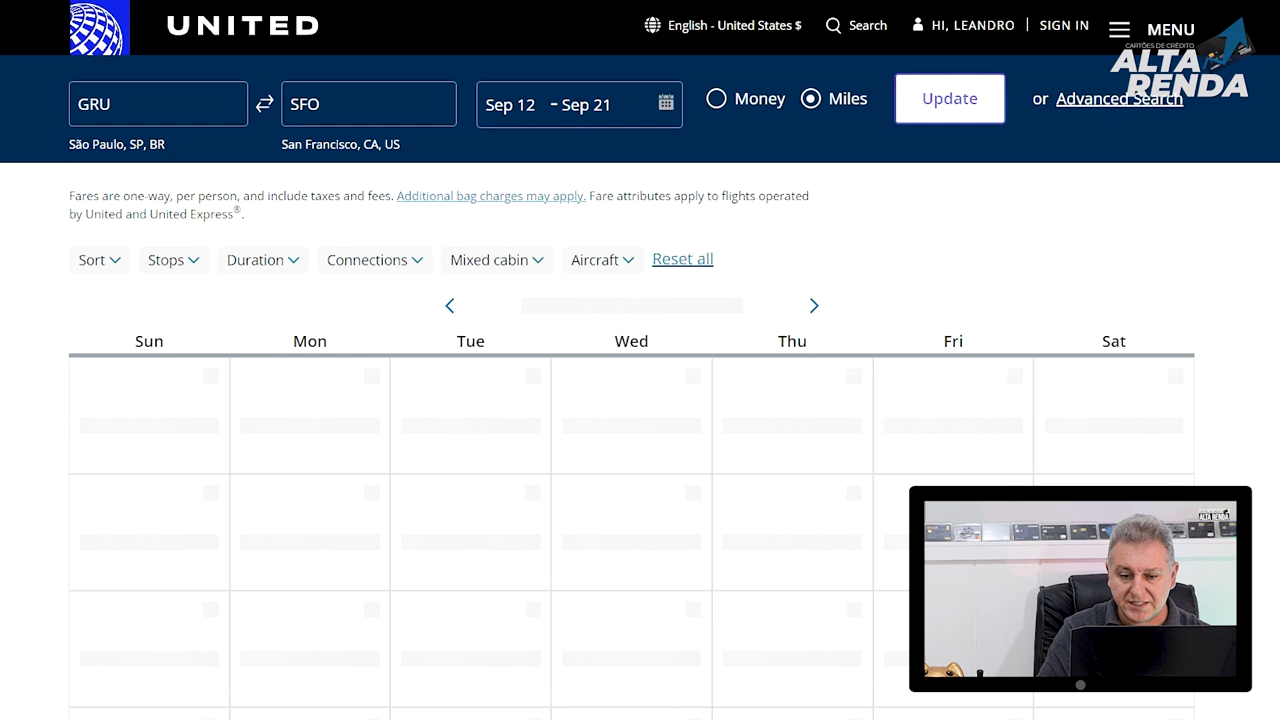 UNITED
English - United States $
Search
HI, LEANDRO
SIGN IN
MENU
CARTÕES DE CRÉDITO
ALTA
RENDA
GRU
SFO
Sep 12 - Sep 21
Money
Miles
Update
or Advanced Search
São Paulo, SP, BR
San Francisco, CA, US
Fares are one-way, per person, and include taxes and fees. Additional bag charges may apply. Fare attributes apply to flights operated
by United and United Express®.
Sort
Stops
Duration
Connections
Mixed cabin
Aircraft
Reset all
Sun
Mon
Tue
Wed
Thu
Fri
Sat
ALTA RENDA